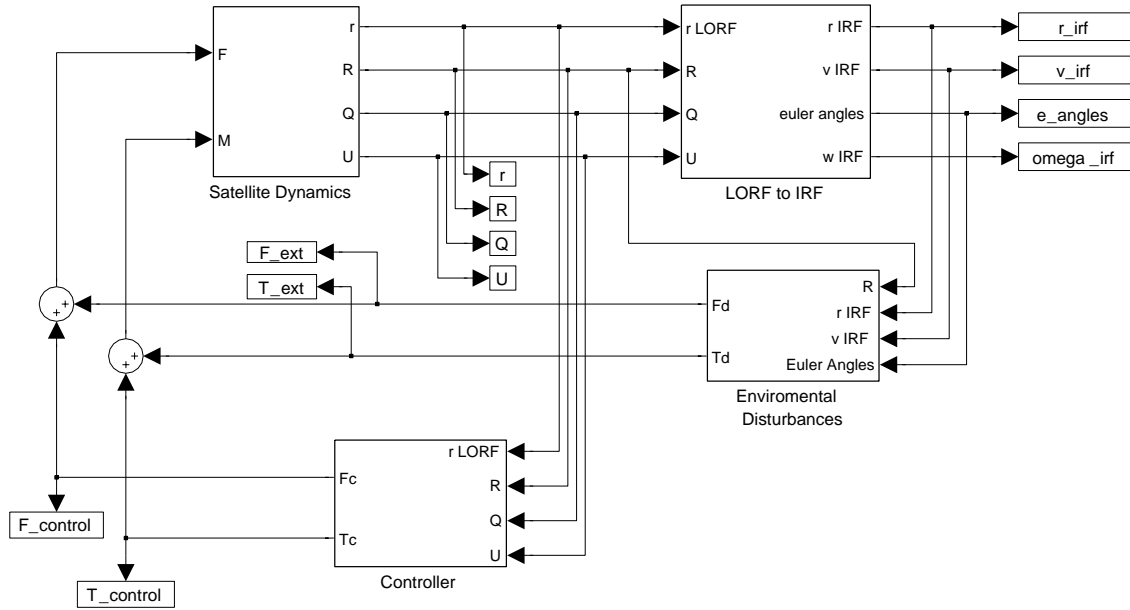 r
r LORF
r IRF
r_irf
F
R
R
v IRF
v_irf
Q
Q
euler angles
e_angles
M
U
U
w IRF
omega _irf
Satellite Dynamics
r
LORF to IRF
R
F_ext
Q
T_ext
U
R
Fd
r IRF
v IRF
Td
Euler Angles
+
+
+
+
Enviromental
Disturbances
r LORF
Fc
R
Q
Tc
U
F_control
Controller
T_control